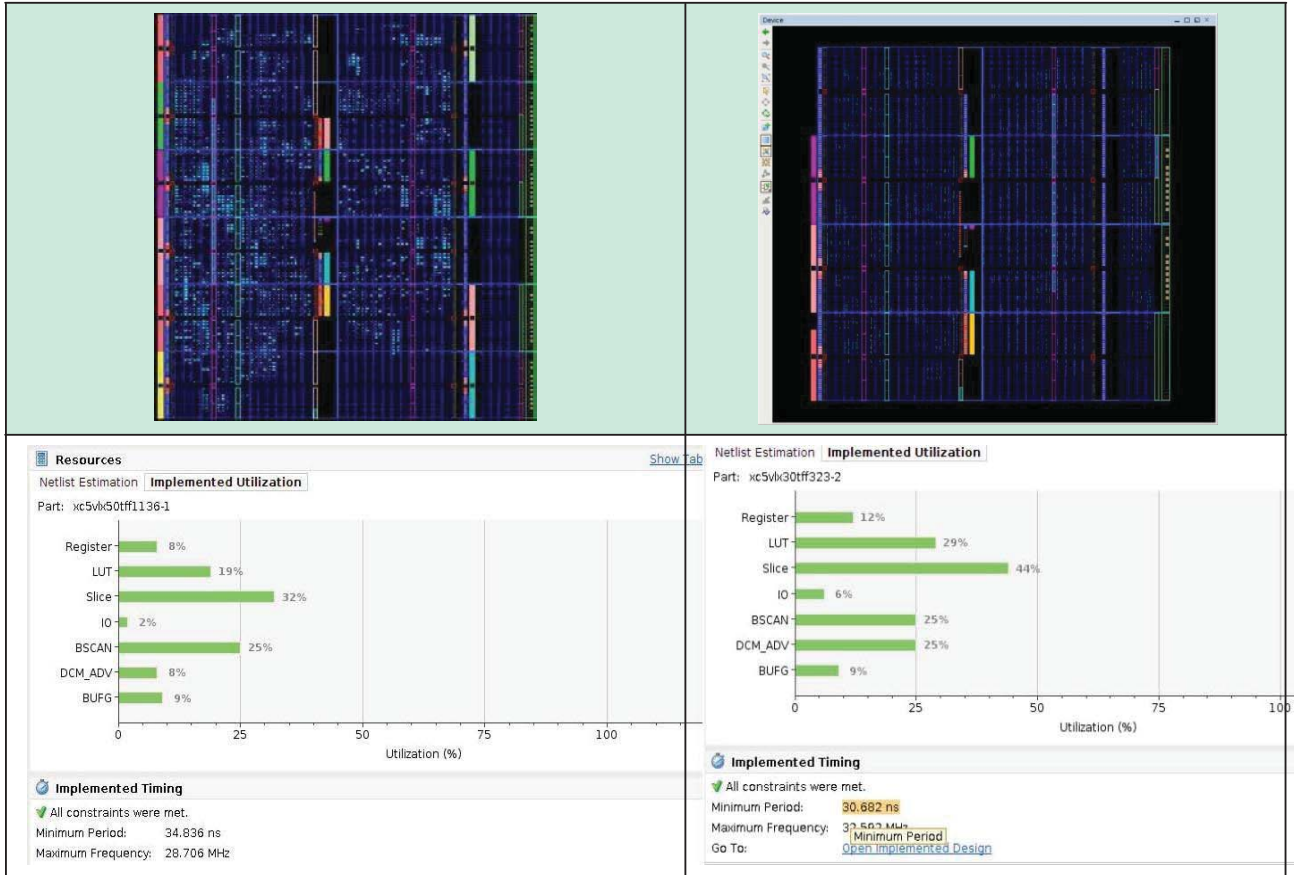 Device
Resources
Show Tab
Netlist Estimation Implemented Utilization
Part: xc5vlx50tff1136-1
Register 8%
LUT 19%
Slice 32%
IO 2%
BSCAN 25%
DCM_ADV 8%
BUFG 9%
0 25 50 75 100
Utilization (%)
Implemented Timing
All constraints were met.
Minimum Period: 34.836 ns
Maximum Frequency: 28.706 MHz
Netlist Estimation Implemented Utilization
Part: xc5vlx30tff323-2
Register 12%
LUT 29%
Slice 44%
IO 6%
BSCAN 25%
DCM_ADV 25%
BUFG 9%
0 25 50 75 100
Utilization (%)
Implemented Timing
All constraints were met.
Minimum Period: 30.682 ns
Maximum Frequency: 32.592 MHz
Minimum Period
Go To: Open Implemented Design